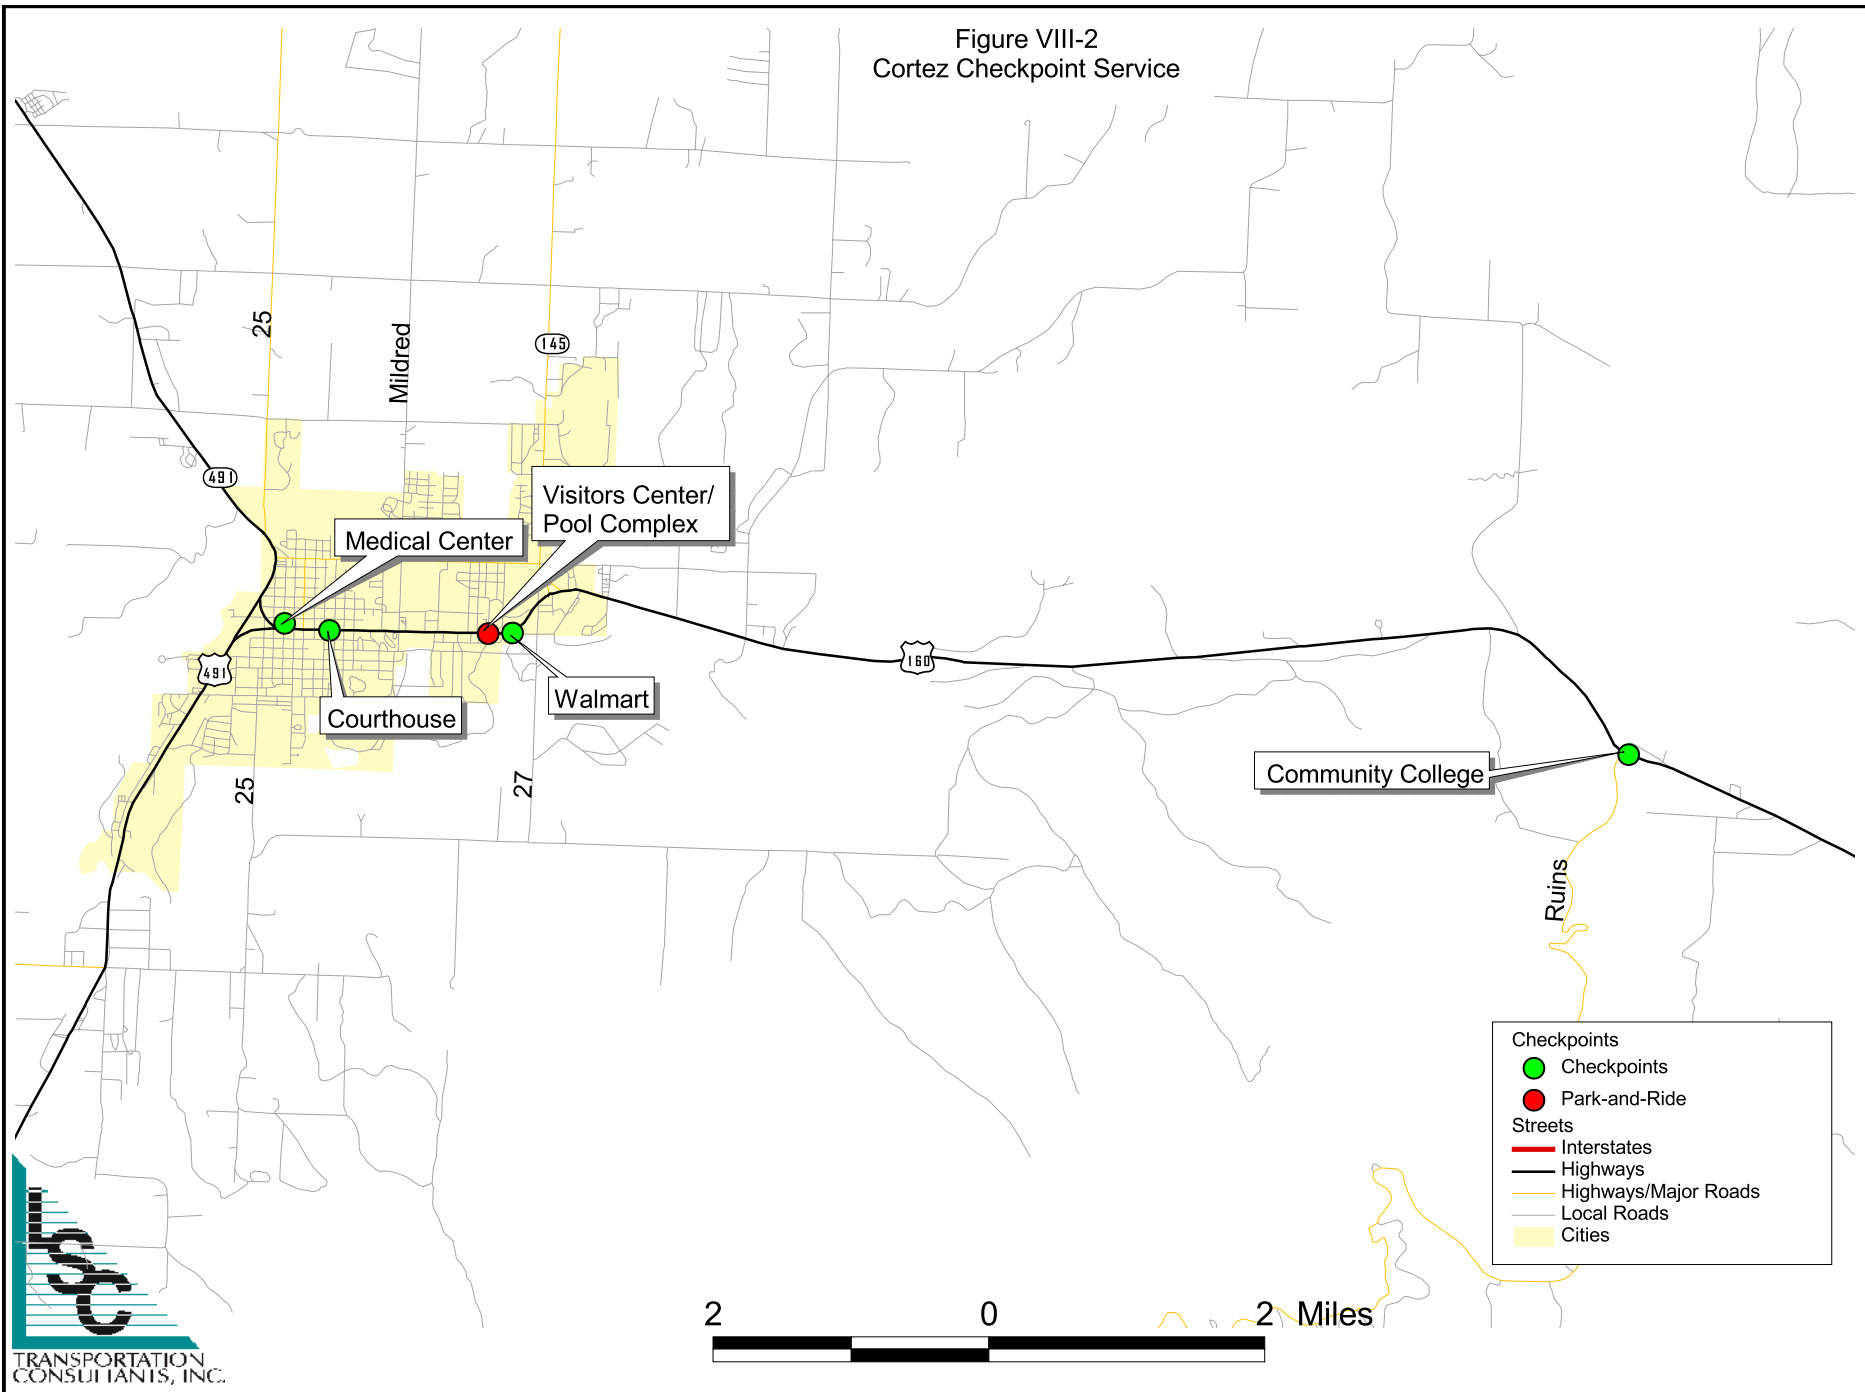 Figure VIII-2
Cortez Checkpoint Service
25
Mildred
145
491
Visitors Center/
Pool Complex
Medical Center
491
160
Courthouse
Walmart
25
27
Community College
Ruins
Checkpoints
Checkpoints
Park-and-Ride
Streets
Interstates
Highways
Highways/Major Roads
Local Roads
Cities
2 0 2 Miles
LSC
TRANSPORTATION
CONSULTANTS, INC.